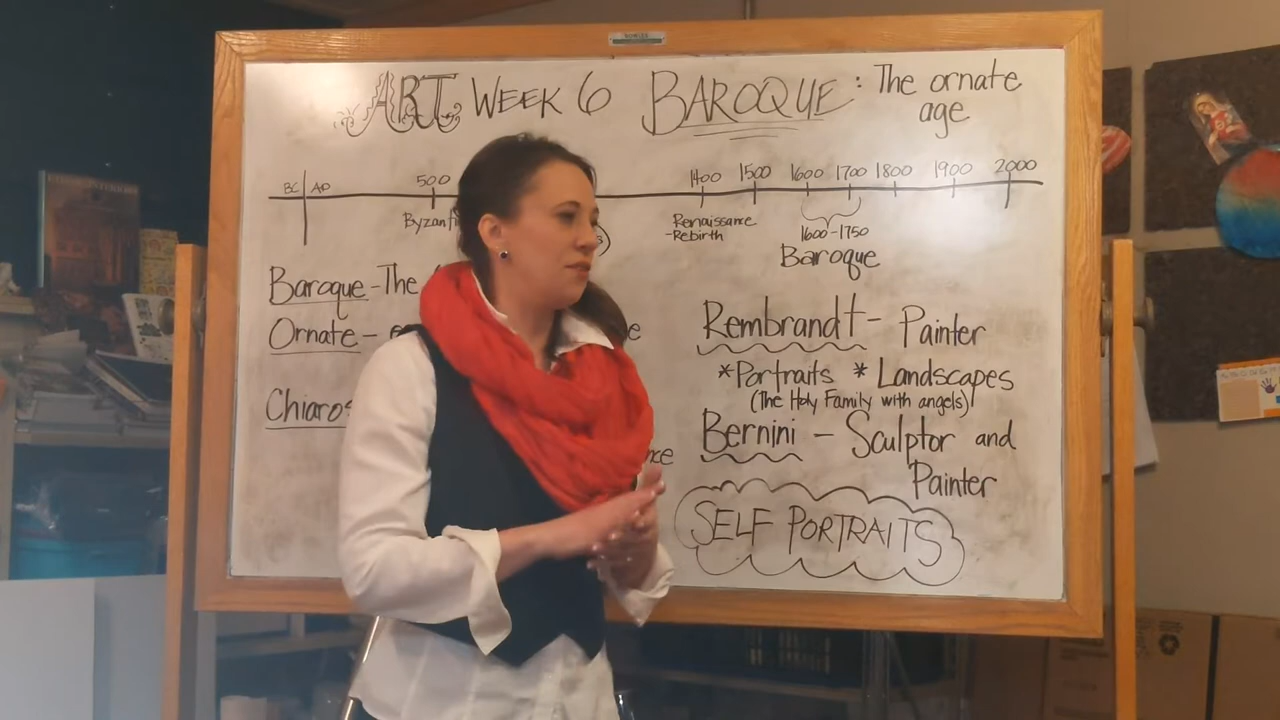 ART WEEK 6 BAROQUE: The ornate age
BC AD 500 1400 1500 1600 1700 1800 1900 2000
Byzant
Renaissance
-Rebirth
1600-1750
Baroque
Baroque - The
Ornate -
Chiaros
Rembrandt - Painter
*Portraits * Landscapes
(The Holy Family with angels)
Bernini - Sculptor and
Painter
SELF PORTRAITS